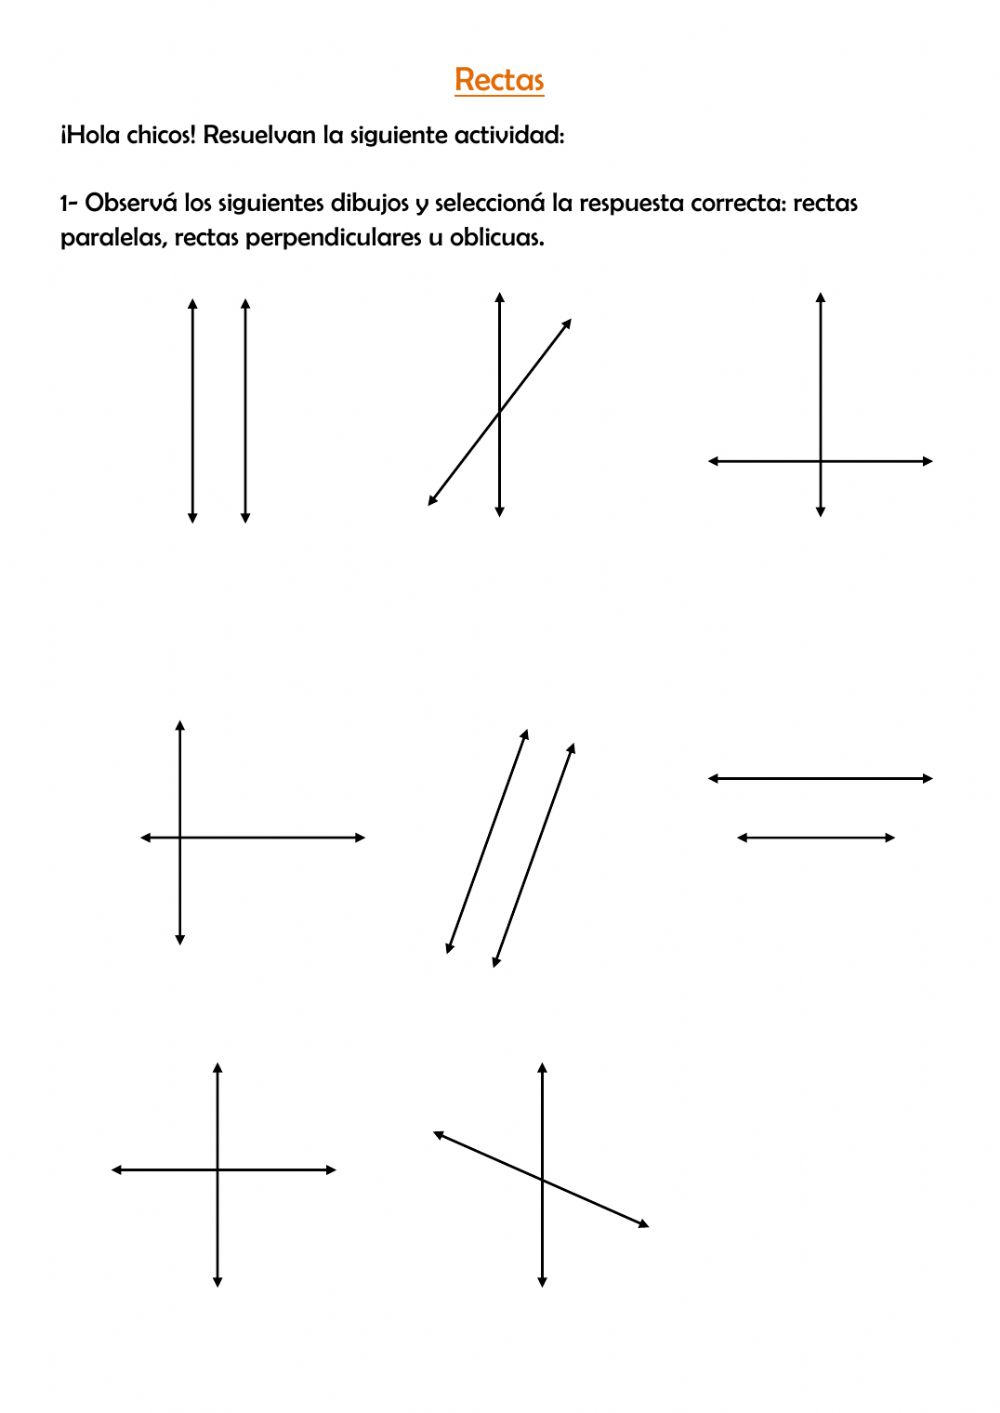 Rectas
¡Hola chicos! Resuelvan la siguiente actividad:
1- Observá los siguientes dibujos y seleccioná la respuesta correcta: rectas
paralelas, rectas perpendiculares u oblicuas.